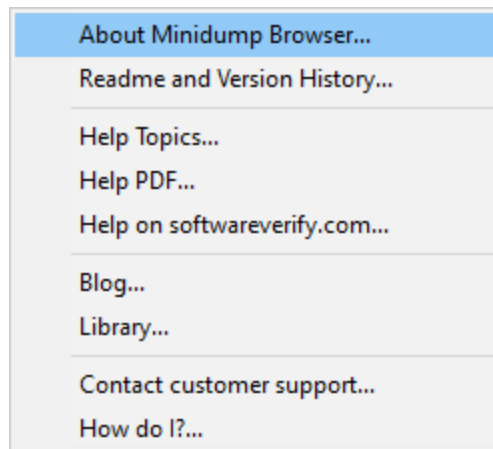 About Minidump Browser...
Readme and Version History...
Help Topics...
Help PDF...
Help on softwareverify.com...
Blog...
Library...
Contact customer support...
How do I?...